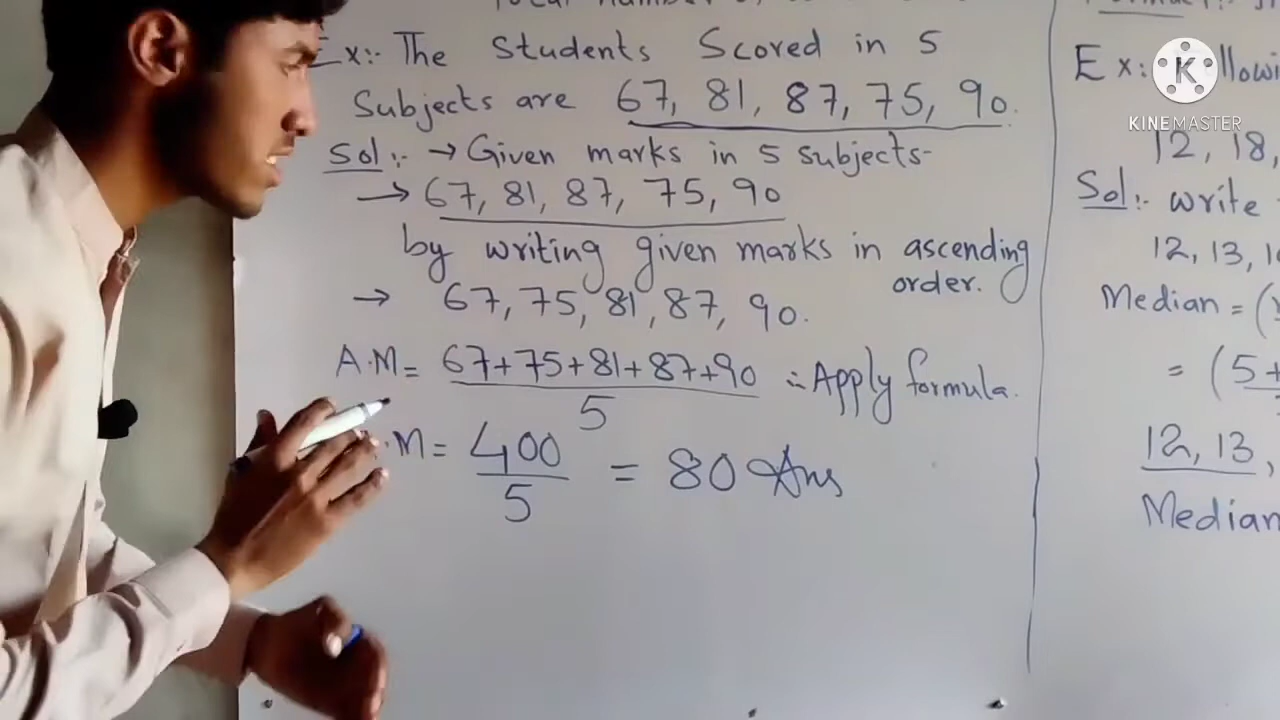 Ex:- The Students Scored in 5
Subjects are 67, 81, 87, 75, 90.
Sol:- → Given marks in 5 subjects-
→ 67, 81, 87, 75, 90
by writing given marks in ascending
order.
→ 67, 75, 81, 87, 90.
A.M = 67+75+81+87+90 ∴ Apply formula.
5
.M = 400 = 80 Ans
5
Ex:
12, 18,
Sol:- write
12, 13, 1
Median = (
= (5+
12, 13,
Median
KINEMASTER